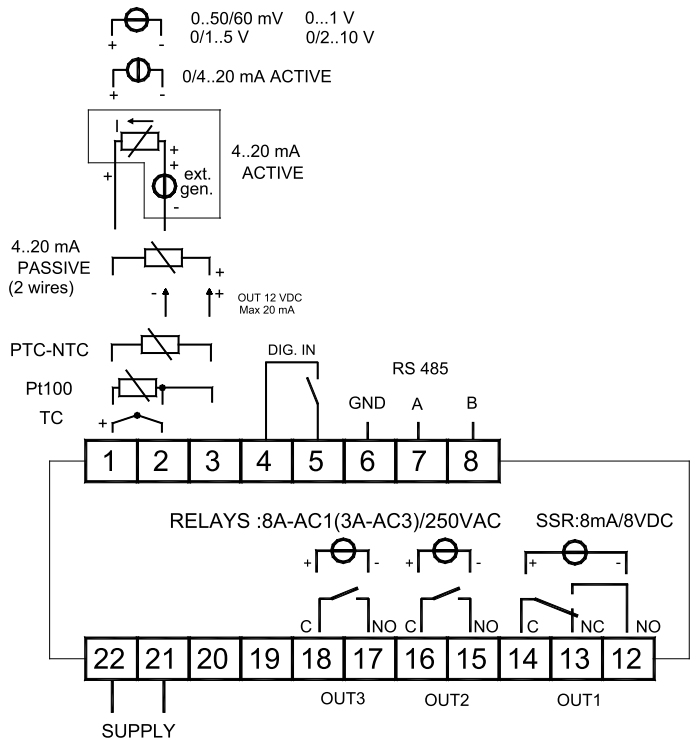 0..50/60 mV 0...1 V
0/1..5 V 0/2..10 V
+ -
0/4..20 mA ACTIVE
+ -
I
+
+
+
4..20 mA
ACTIVE
ext.
gen.
-
4..20 mA
PASSIVE
(2 wires)
+
- +
OUT 12 VDC
Max 20 mA
PTC-NTC
Pt100
TC
+
DIG. IN
RS 485
GND A B
1 2 3 4 5 6 7 8
RELAYS :8A-AC1(3A-AC3)/250VAC SSR:8mA/8VDC
+ - + - + -
C NO C NO C NC NO
22 21 20 19 18 17 16 15 14 13 12
OUT3 OUT2 OUT1
SUPPLY